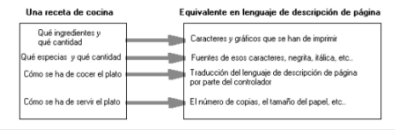 Una receta de cocina
Equivalente en lenguaje de descripción de página
Qué ingredientes y
qué cantidad
Caracteres y gráficos que se han de imprimir
Qué especias y qué cantidad
Fuentes de esos caracteres, negrita, itálica, etc..
Cómo se ha de cocer el plato
Traducción del lenguaje de descripción de página
por parte del controlador
Cómo se ha de servir el plato
El número de copias, el tamaño del papel, etc..